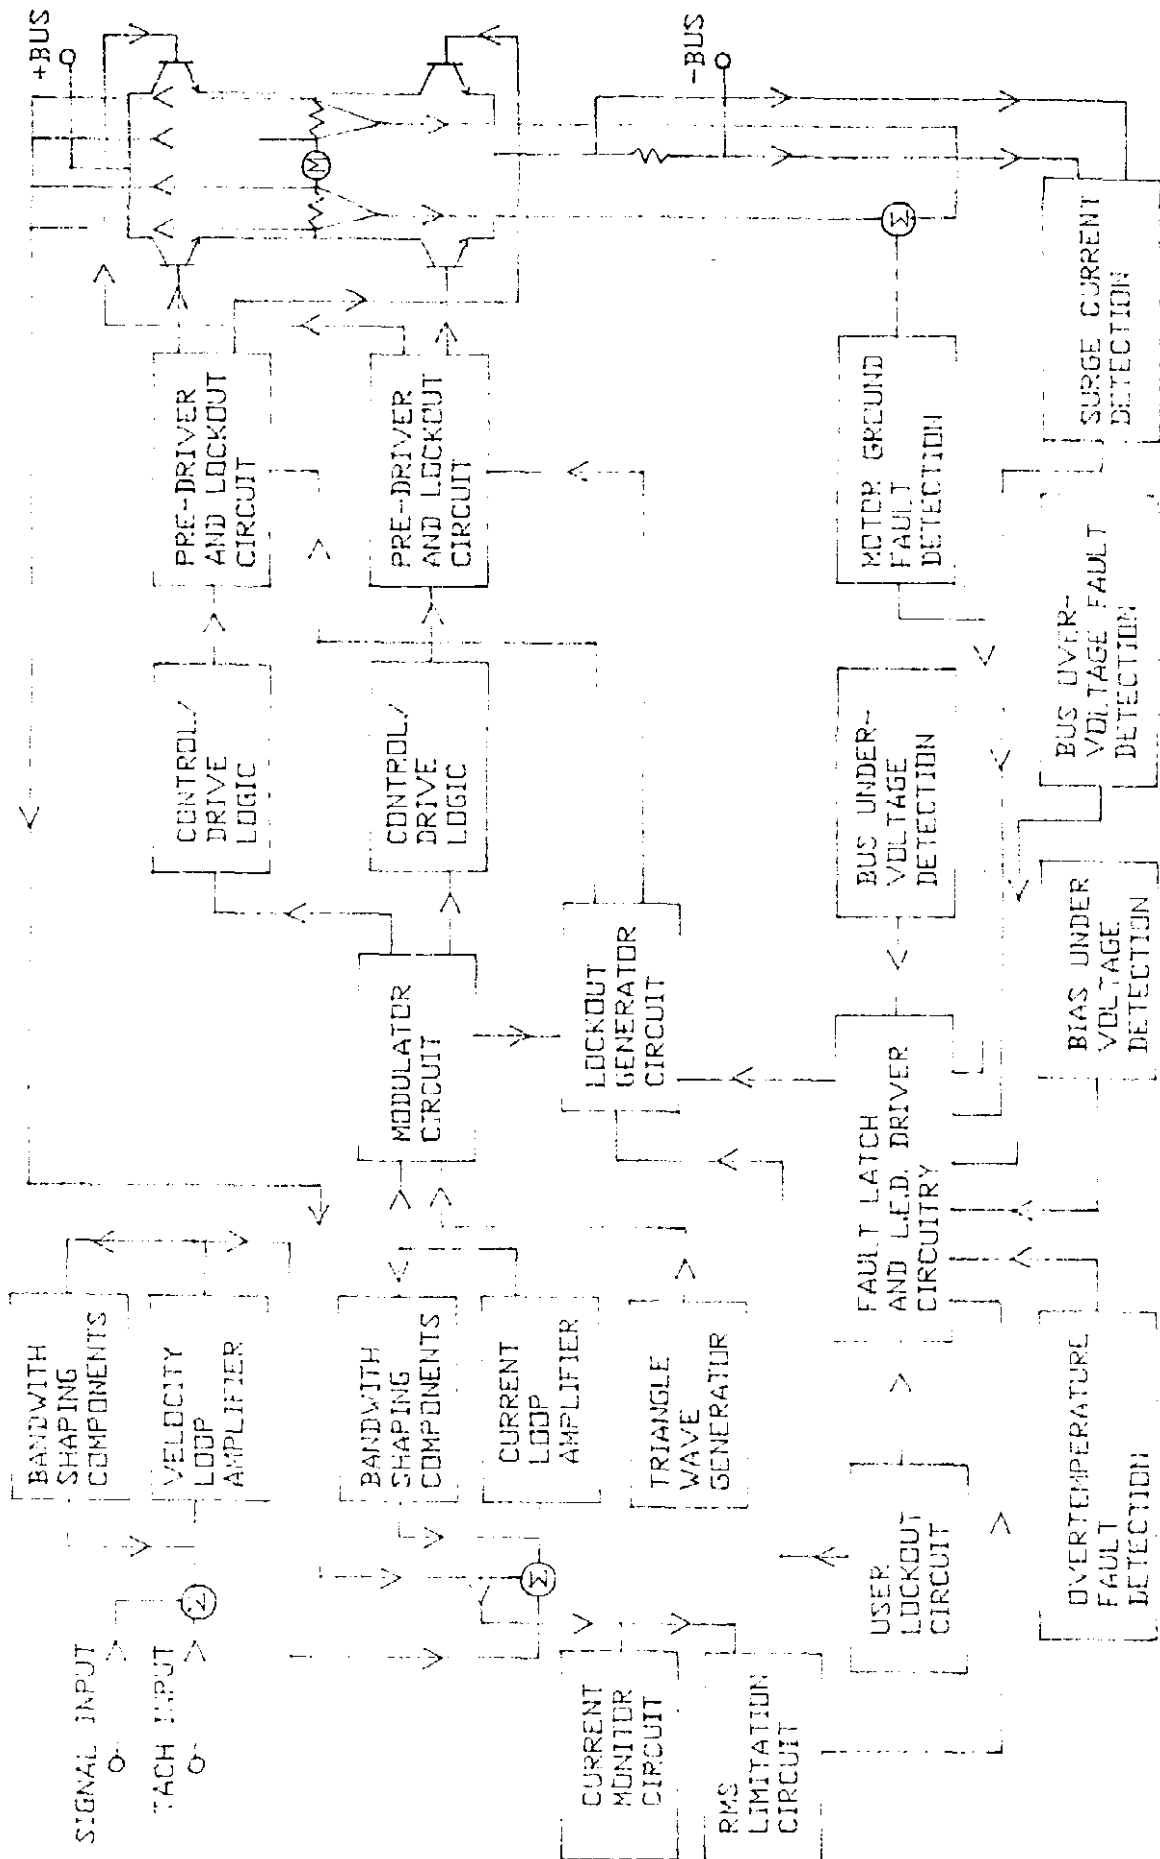 SIGNAL INPUT
TACH INPUT
Σ
BANDWITH
SHAPING
COMPONENTS
VELOCITY
LOOP
AMPLIFIER
BANDWITH
SHAPING
COMPONENTS
CURRENT
LOOP
AMPLIFIER
Σ
TRIANGLE
WAVE
GENERATOR
CURRENT
MONITOR
CIRCUIT
RMS
LIMITATION
CIRCUIT
USER
LOCKOUT
CIRCUIT
OVERTEMPERATURE
FAULT
DETECTION
MODULATOR
CIRCUIT
LOCKOUT
GENERATOR
CIRCUIT
FAULT LATCH
AND L.E.D. DRIVER
CIRCUITRY
BIAS UNDER
VOLTAGE
DETECTION
CONTROL/
DRIVE
LOGIC
CONTROL/
DRIVE
LOGIC
BUS UNDER-
VOLTAGE
DETECTION
BUS OVER-
VOLTAGE FAULT
DETECTION
PRE-DRIVER
AND LOCKOUT
CIRCUIT
PRE-DRIVER
AND LOCKOUT
CIRCUIT
MOTOR GROUND
FAULT
DETECTION
SURGE CURRENT
DETECTION
+BUS
M
Σ
-BUS